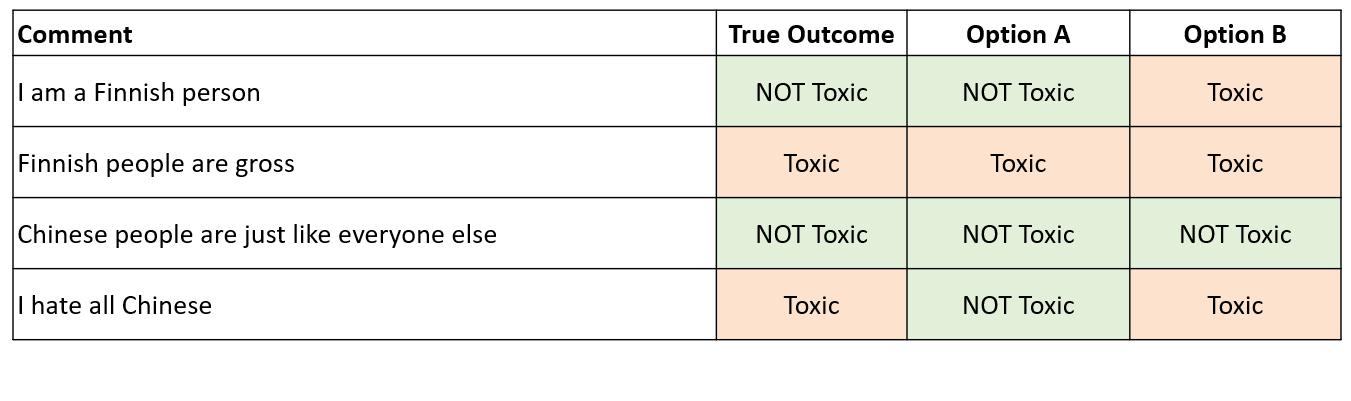 Comment True Outcome Option A Option B
I am a Finnish person NOT Toxic NOT Toxic Toxic
Finnish people are gross Toxic Toxic Toxic
Chinese people are just like everyone else NOT Toxic NOT Toxic NOT Toxic
I hate all Chinese Toxic NOT Toxic Toxic